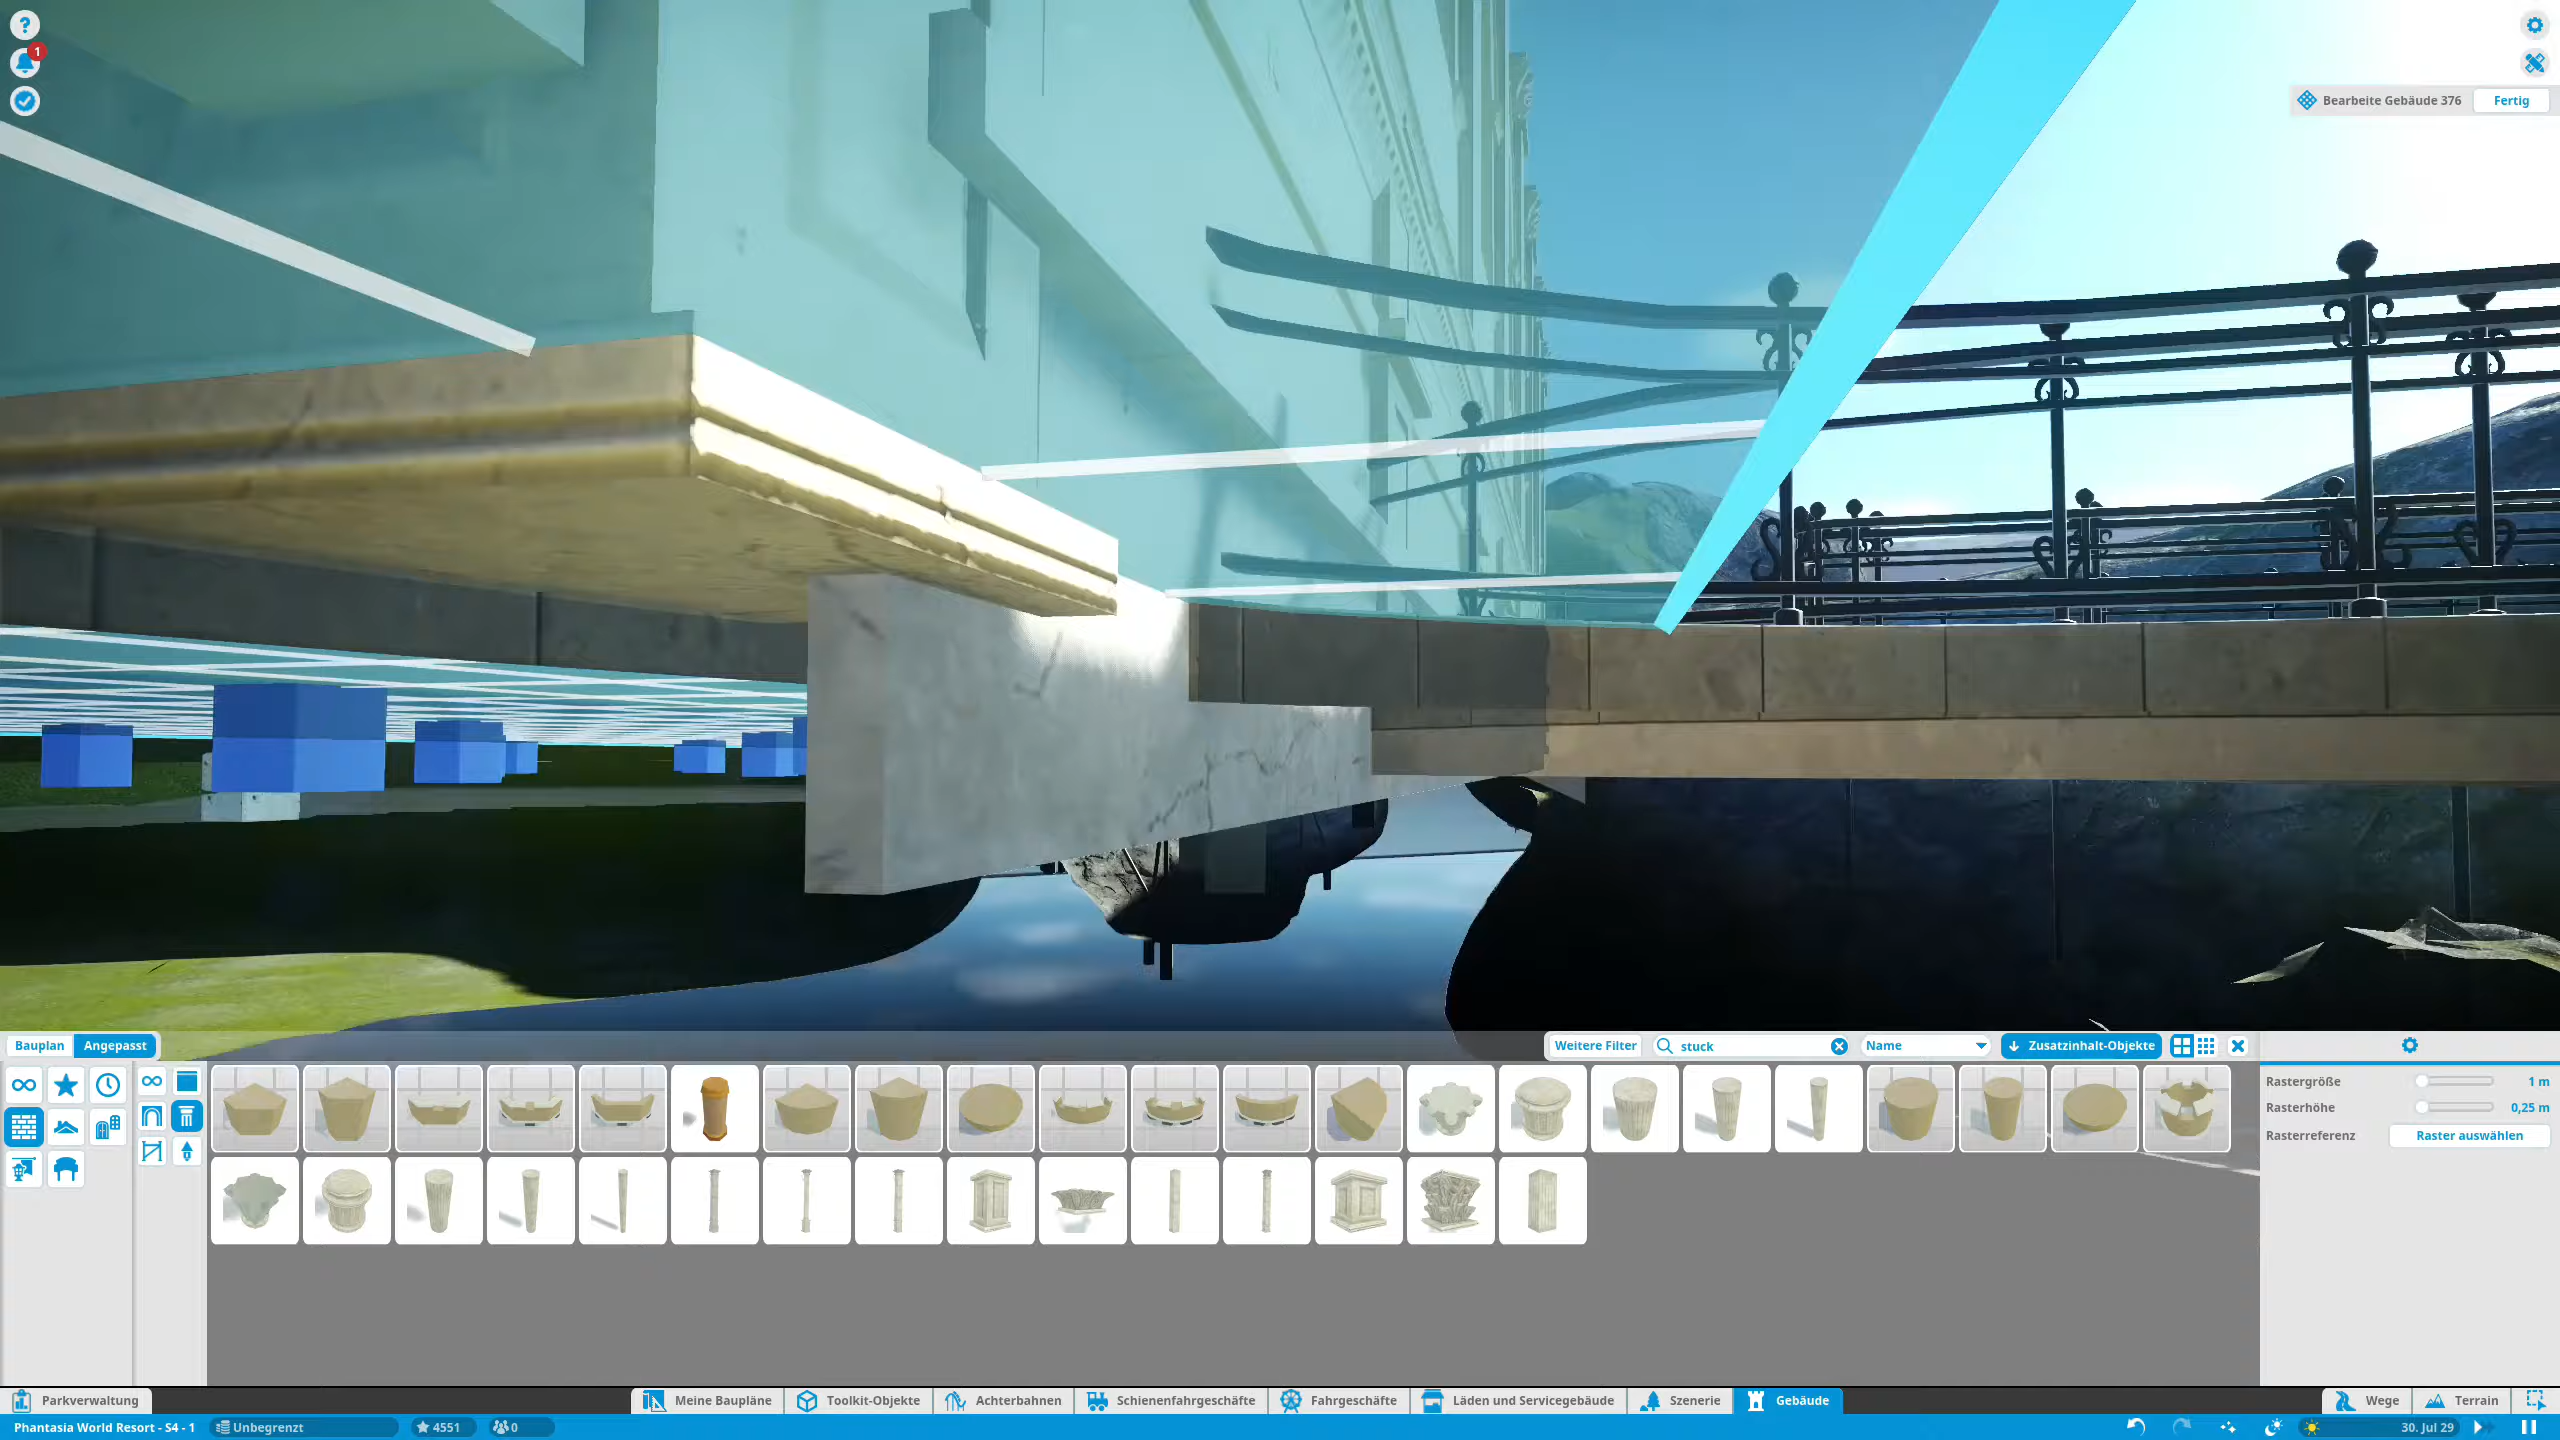 ?
1
Bearbeite Gebäude 376
Fertig
Bauplan
Angepasst
Weitere Filter
stuck
Name
Zusatzinhalt-Objekte
Rastergröße
1 m
Rasterhöhe
0,25 m
Rasterreferenz
Raster auswählen
Parkverwaltung
Meine Baupläne
Toolkit-Objekte
Achterbahnen
Schienenfahrgeschäfte
Fahrgeschäfte
Läden und Servicegebäude
Szenerie
Gebäude
Wege
Terrain
Phantasia World Resort - S4 - 1
Unbegrenzt
4551
0
30. Jul 29